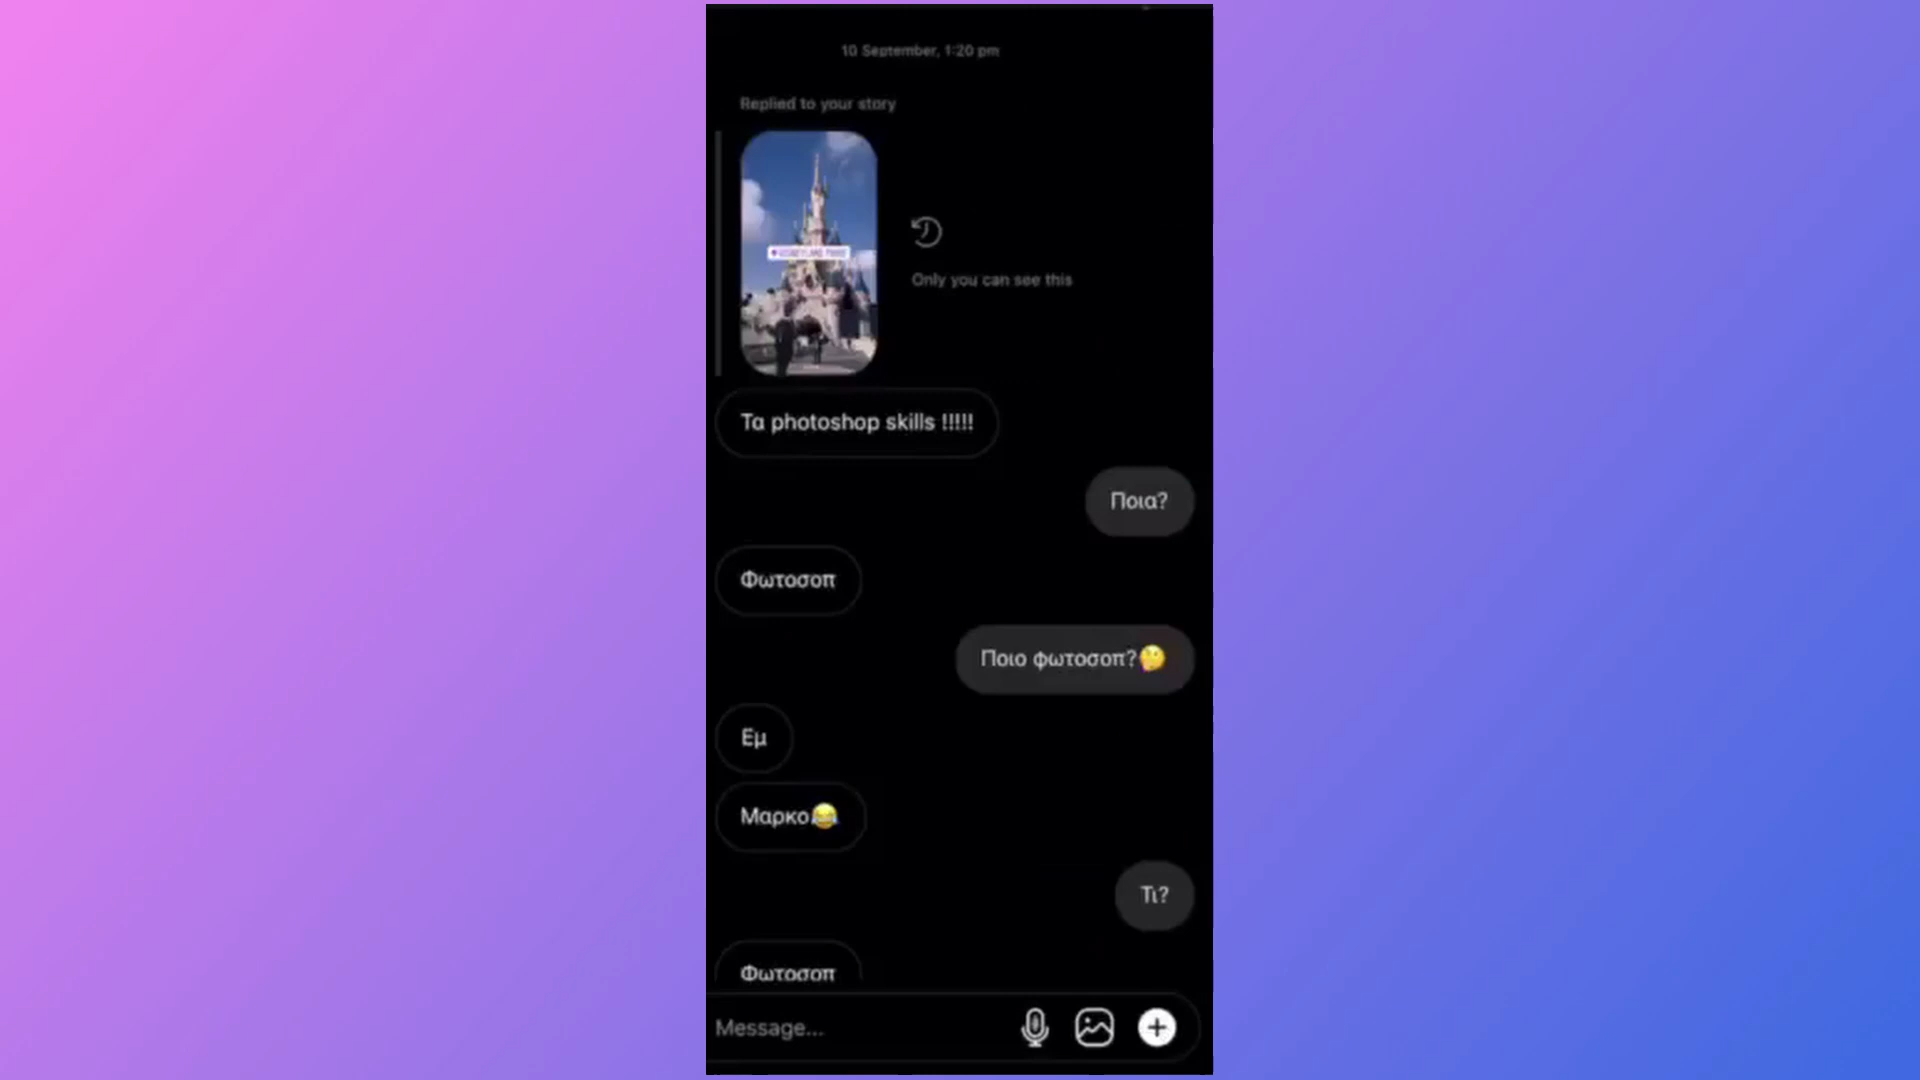 10 September, 1:20 pm
Replied to your story
Only you can see this
Τα photoshop skills !!!!!
Ποια?
Φωτοσοπ
Ποιο φωτοσοπ?🤔
Εμ
Μαρκο😂
Τι?
Φωτοσοπ
Message...